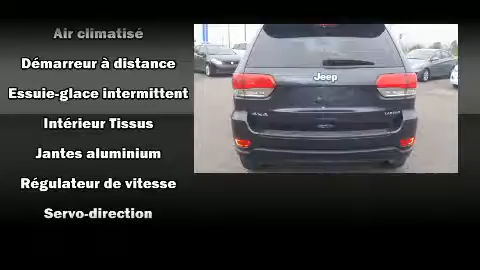 Air climatisé
Démarreur à distance
Essuie-glace intermittent
Intérieur Tissus
Jantes aluminium
Régulateur de vitesse
Servo-direction
Jeep
4x4